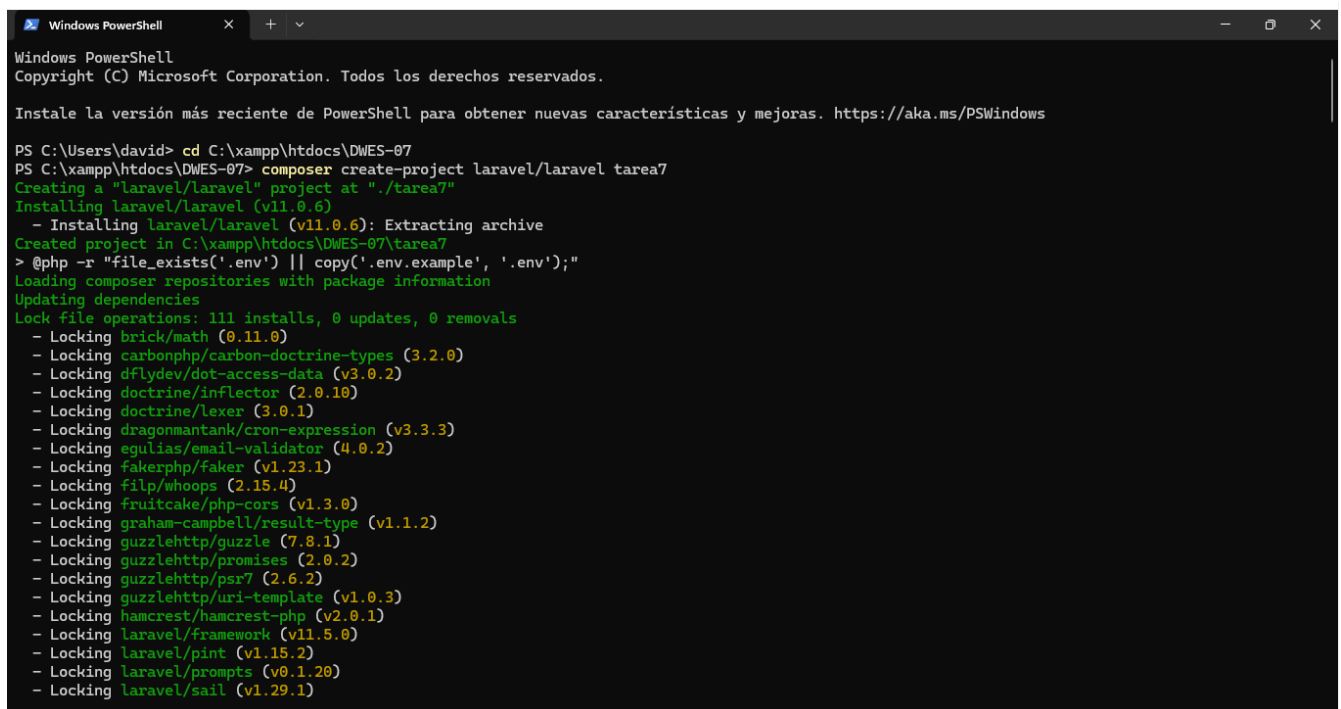 Windows PowerShell
Windows PowerShell
Copyright (C) Microsoft Corporation. Todos los derechos reservados.
Instale la versión más reciente de PowerShell para obtener nuevas características y mejoras. https://aka.ms/PSWindows
PS C:\Users\david> cd C:\xampp\htdocs\DWES-07
PS C:\xampp\htdocs\DWES-07> composer create-project laravel/laravel tarea7
Creating a "laravel/laravel" project at "./tarea7"
Installing laravel/laravel (v11.0.6)
  - Installing laravel/laravel (v11.0.6): Extracting archive
Created project in C:\xampp\htdocs\DWES-07\tarea7
> @php -r "file_exists('.env') || copy('.env.example', '.env');"
Loading composer repositories with package information
Updating dependencies
Lock file operations: 111 installs, 0 updates, 0 removals
  - Locking brick/math (0.11.0)
  - Locking carbonphp/carbon-doctrine-types (3.2.0)
  - Locking dflydev/dot-access-data (v3.0.2)
  - Locking doctrine/inflector (2.0.10)
  - Locking doctrine/lexer (3.0.1)
  - Locking dragonmantank/cron-expression (v3.3.3)
  - Locking egulias/email-validator (4.0.2)
  - Locking fakerphp/faker (v1.23.1)
  - Locking filp/whoops (2.15.4)
  - Locking fruitcake/php-cors (v1.3.0)
  - Locking graham-campbell/result-type (v1.1.2)
  - Locking guzzlehttp/guzzle (7.8.1)
  - Locking guzzlehttp/promises (2.0.2)
  - Locking guzzlehttp/psr7 (2.6.2)
  - Locking guzzlehttp/uri-template (v1.0.3)
  - Locking hamcrest/hamcrest-php (v2.0.1)
  - Locking laravel/framework (v11.5.0)
  - Locking laravel/pint (v1.15.2)
  - Locking laravel/prompts (v0.1.20)
  - Locking laravel/sail (v1.29.1)